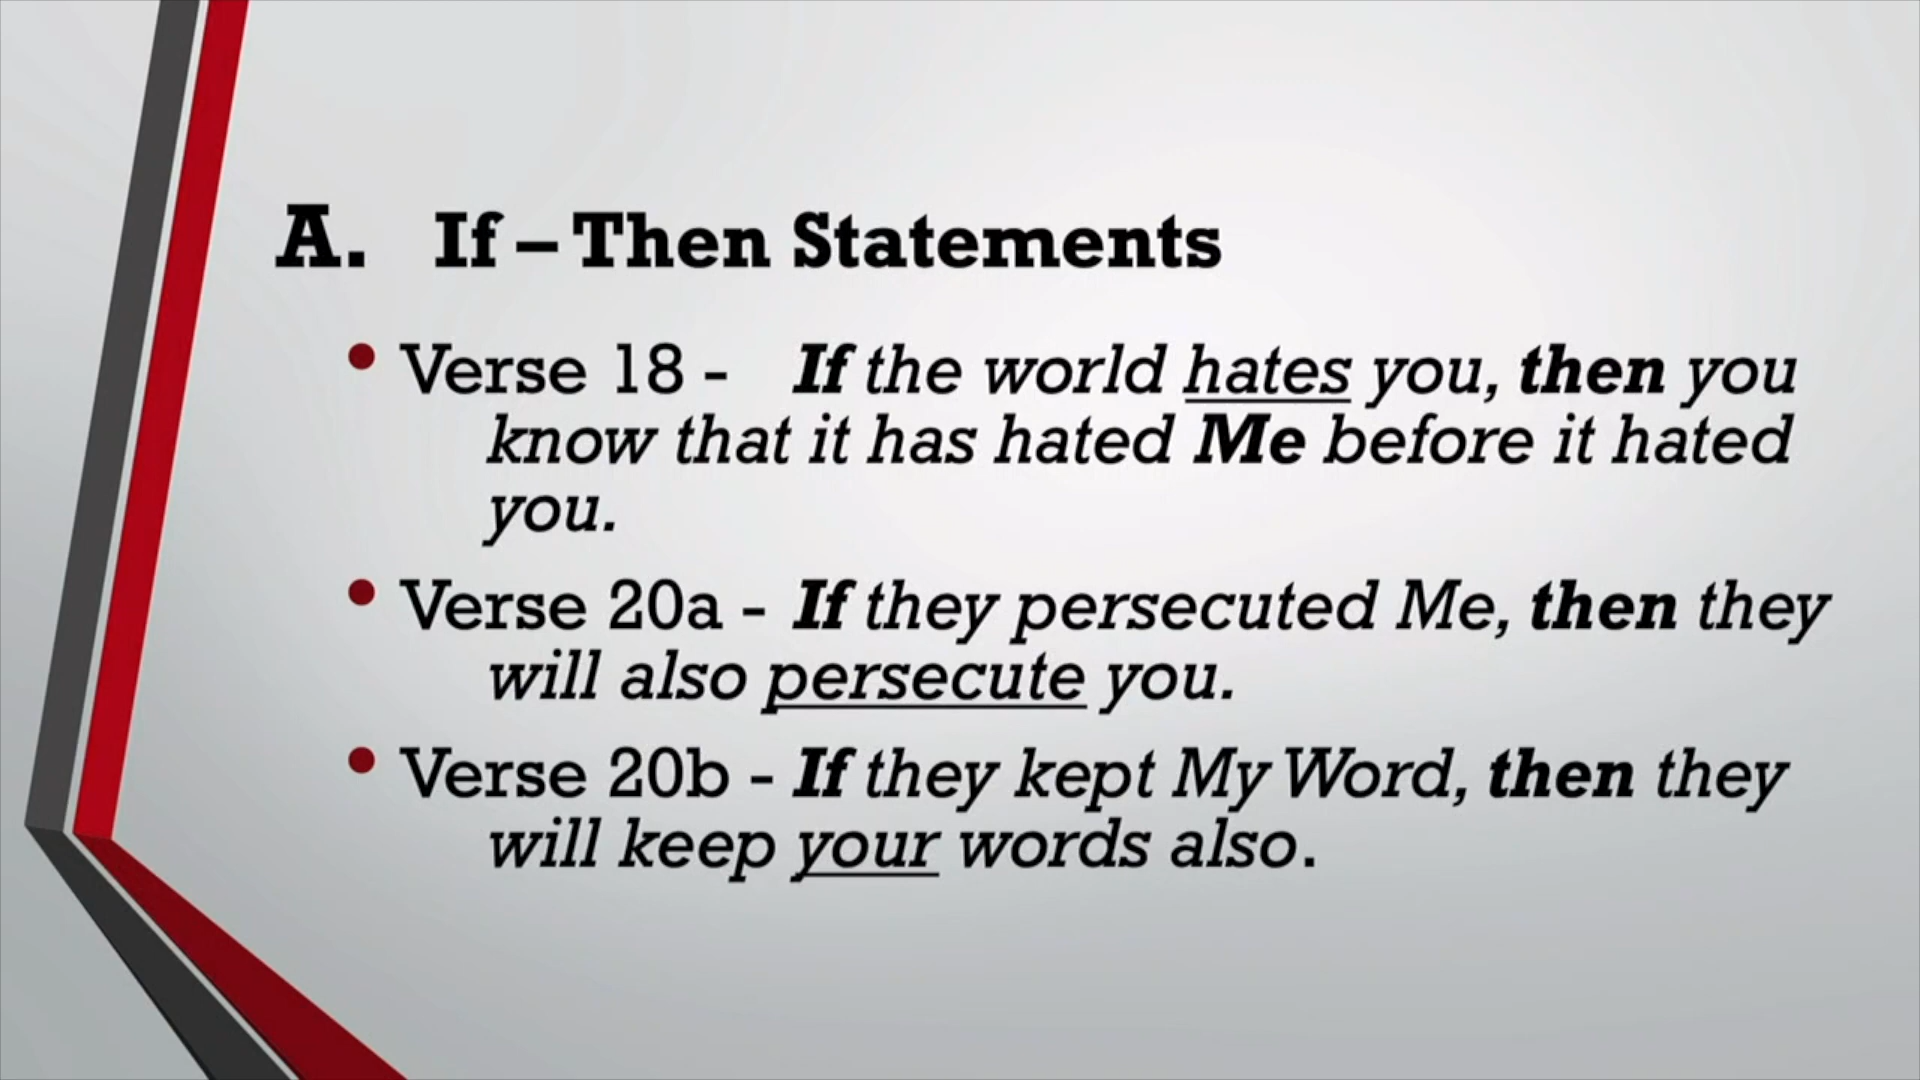 A. If – Then Statements
• Verse 18 - If the world hates you, then you
know that it has hated Me before it hated
you.
• Verse 20a - If they persecuted Me, then they
will also persecute you.
• Verse 20b - If they kept My Word, then they
will keep your words also.